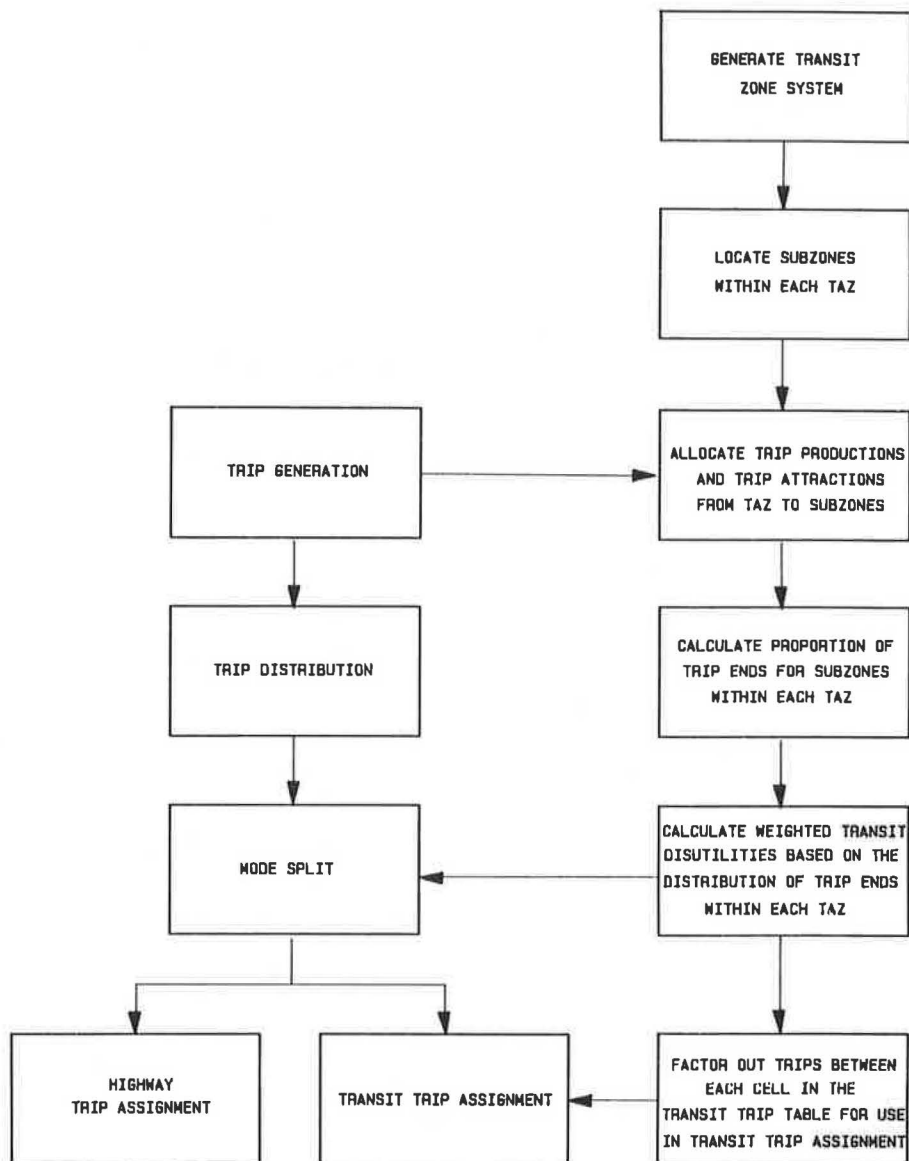 GENERATE TRANSIT
ZONE SYSTEM
LOCATE SUBZONES
WITHIN EACH TAZ
TRIP GENERATION
ALLOCATE TRIP PRODUCTIONS
AND TRIP ATTRACTIONS
FROM TAZ TO SUBZONES
TRIP DISTRIBUTION
CALCULATE PROPORTION OF
TRIP ENDS FOR SUBZONES
WITHIN EACH TAZ
MODE SPLIT
CALCULATE WEIGHTED TRANSIT
DISUTILITIES BASED ON THE
DISTRIBUTION OF TRIP ENDS
WITHIN EACH TAZ
HIGHWAY
TRIP ASSIGNMENT
TRANSIT TRIP ASSIGNMENT
FACTOR OUT TRIPS BETWEEN
EACH CELL IN THE
TRANSIT TRIP TABLE FOR USE
IN TRANSIT TRIP ASSIGNMENT